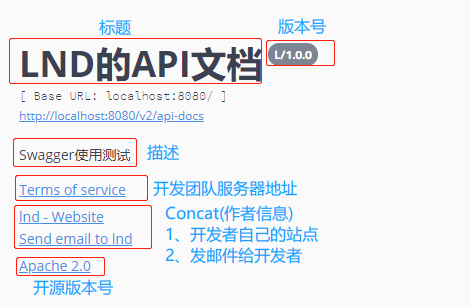 标题
版本号
LND的API文档
L/1.0.0
[ Base URL: localhost:8080/ ]
http://localhost:8080/v2/api-docs
Swagger使用测试
描述
Terms of service
开发团队服务器地址
lnd - Website
Send email to lnd
Concat(作者信息)
1、开发者自己的站点
2、发邮件给开发者
Apache 2.0
开源版本号